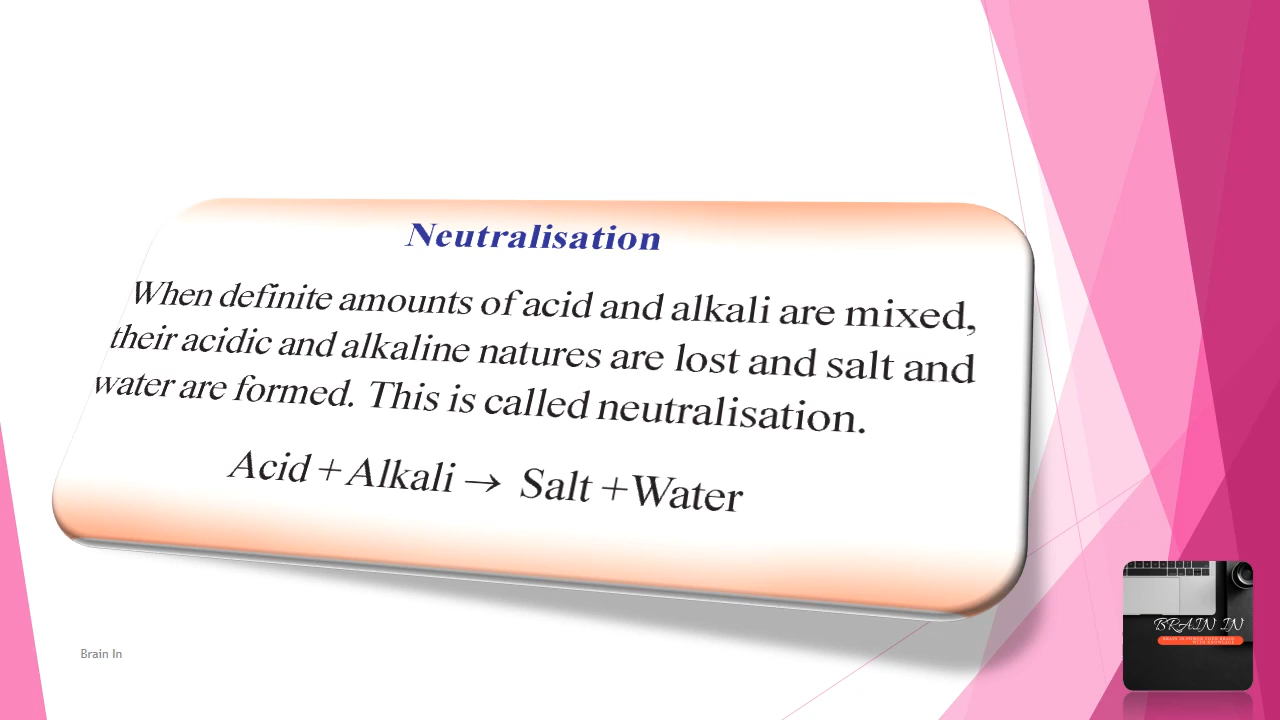 Neutralisation
When definite amounts of acid and alkali are mixed,
their acidic and alkaline natures are lost and salt and
water are formed. This is called neutralisation.
Acid + Alkali → Salt + Water
Brain In
BRAIN IN